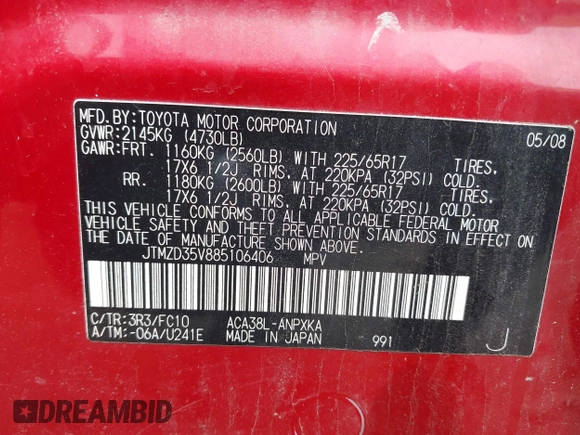 MFD.BY:TOYOTA MOTOR CORPORATION 05/08
GVWR:2145KG (4730LB)
GAWR:FRT. 1160KG (2560LB) WITH 225/65R17 TIRES,
17X6 1/2J RIMS, AT 220KPA (32PSI) COLD.
RR. 1180KG (2600LB) WITH 225/65R17 TIRES,
17X6 1/2J RIMS, AT 220KPA (32PSI) COLD.
THIS VEHICLE CONFORMS TO ALL APPLICABLE FEDERAL MOTOR
VEHICLE SAFETY AND THEFT PREVENTION STANDARDS IN
EFFECT ON THE DATE OF MANUFACTURE SHOWN ABOVE.
JTMZD35V885106406 MPV
C/TR:3R3/FC10 ACA38L-ANPXKA
A/TM:-06A/U241E MADE IN JAPAN 991 J
DREAMBID